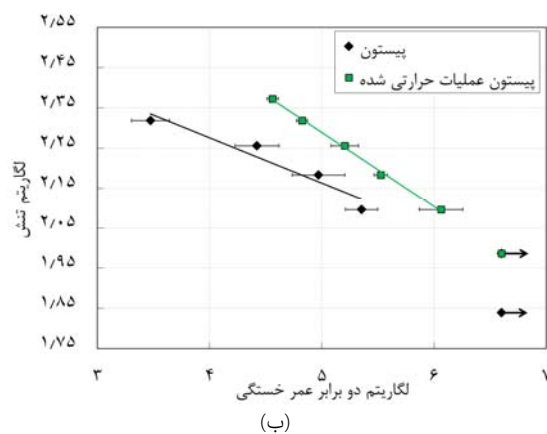 ۲٫۵۵
۲٫۴۵
۲٫۳۵
۲٫۲۵
۲٫۱۵
۲٫۰۵
۱٫۹۵
۱٫۸۵
۱٫۷۵
لگاریتم تنش
پیستون
پیستون عملیات حرارتی شده
۳ ۴ ۵ ۶ ۷
لگاریتم دو برابر عمر خستگی
(ب)